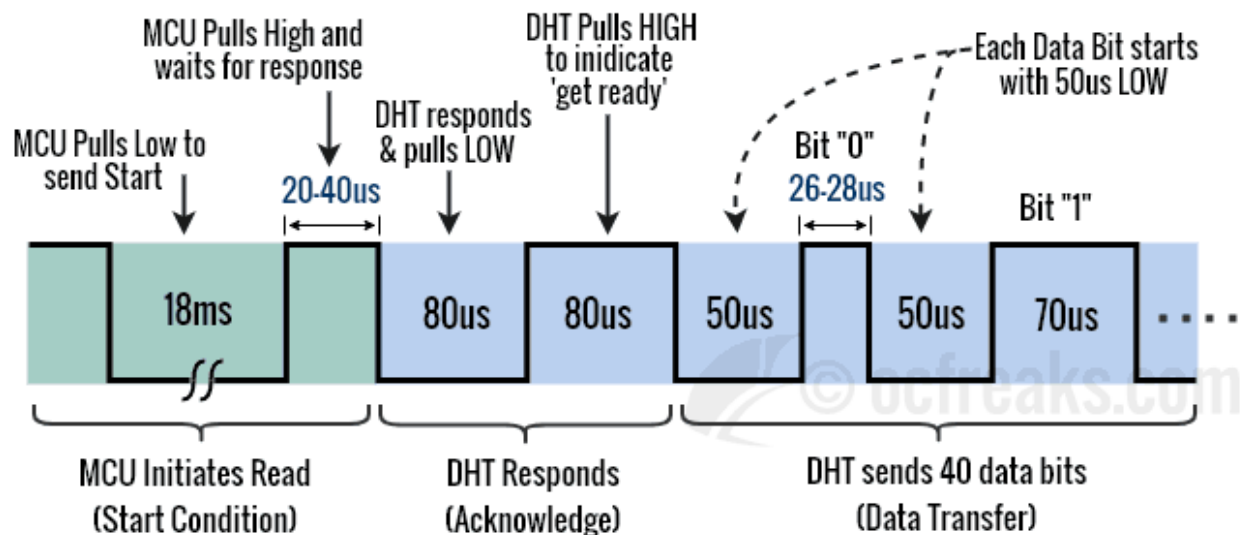 MCU Pulls High and
waits for response
DHT Pulls HIGH
to inidicate
'get ready'
Each Data Bit starts
with 50us LOW
MCU Pulls Low to
send Start
DHT responds
& pulls LOW
Bit "0"
20-40us
26-28us
Bit "1"
18ms
80us
80us
50us
50us
70us
© ocfreaks.com
MCU Initiates Read
(Start Condition)
DHT Responds
(Acknowledge)
DHT sends 40 data bits
(Data Transfer)